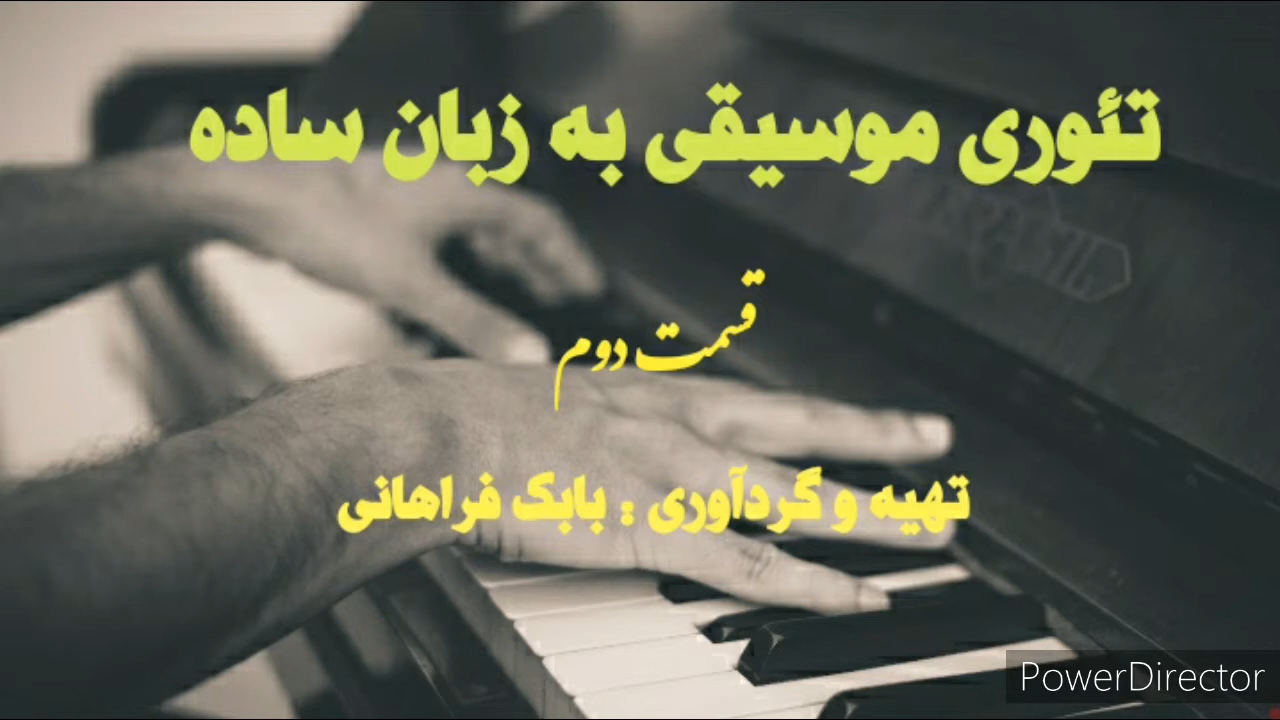 تئوری موسیقی به زبان ساده
قسمت دوم
تهیه و گردآوری : بابک فراهانی
PowerDirector